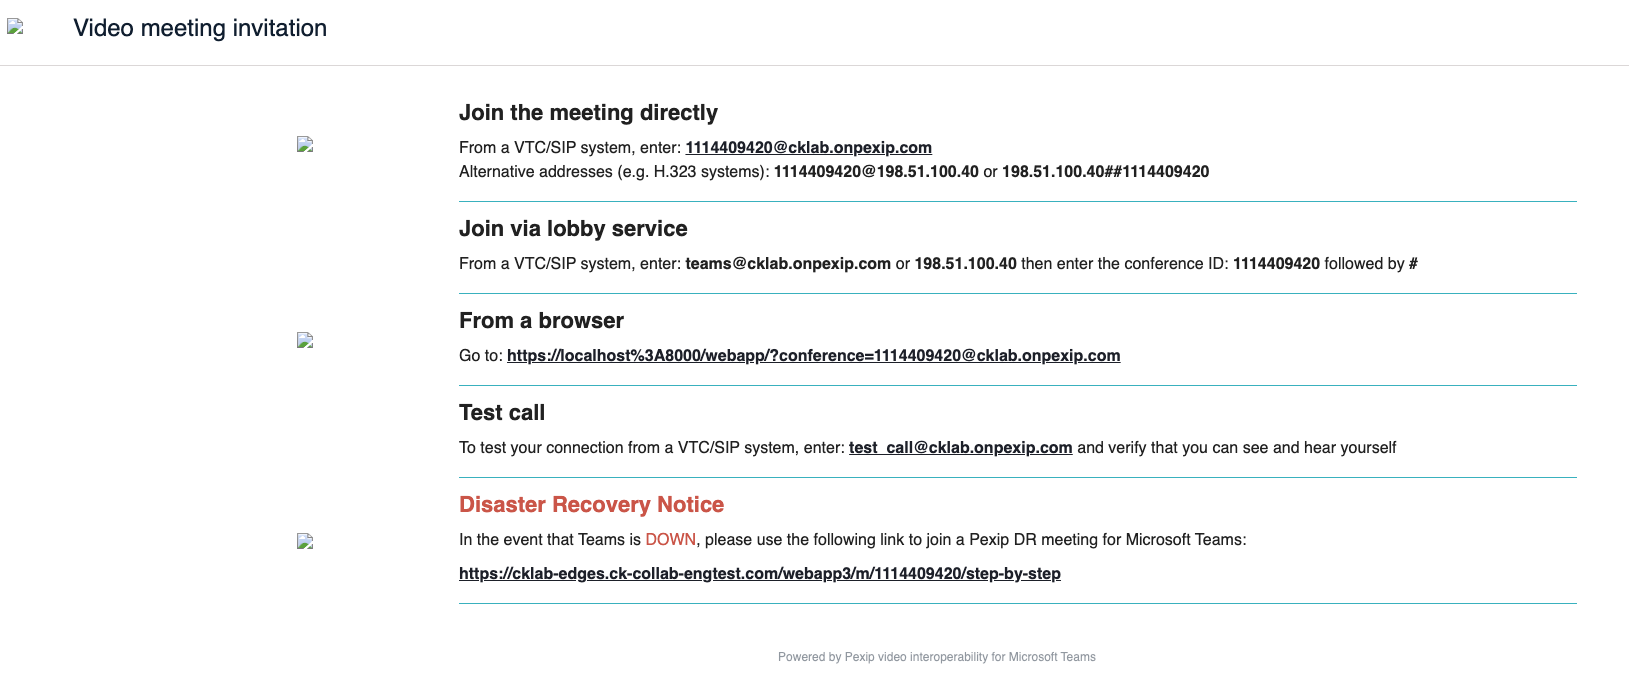 Video meeting invitation
Join the meeting directly
From a VTC/SIP system, enter: 1114409420@cklab.onpexip.com
Alternative addresses (e.g. H.323 systems): 1114409420@198.51.100.40 or 198.51.100.40##1114409420
Join via lobby service
From a VTC/SIP system, enter: teams@cklab.onpexip.com or 198.51.100.40 then enter the conference ID: 1114409420 followed by #
From a browser
Go to: https://localhost%3A8000/webapp/?conference=1114409420@cklab.onpexip.com
Test call
To test your connection from a VTC/SIP system, enter: test_call@cklab.onpexip.com and verify that you can see and hear yourself
Disaster Recovery Notice
In the event that Teams is DOWN, please use the following link to join a Pexip DR meeting for Microsoft Teams:
https://cklab-edges.ck-collab-engtest.com/webapp3/m/1114409420/step-by-step
Powered by Pexip video interoperability for Microsoft Teams